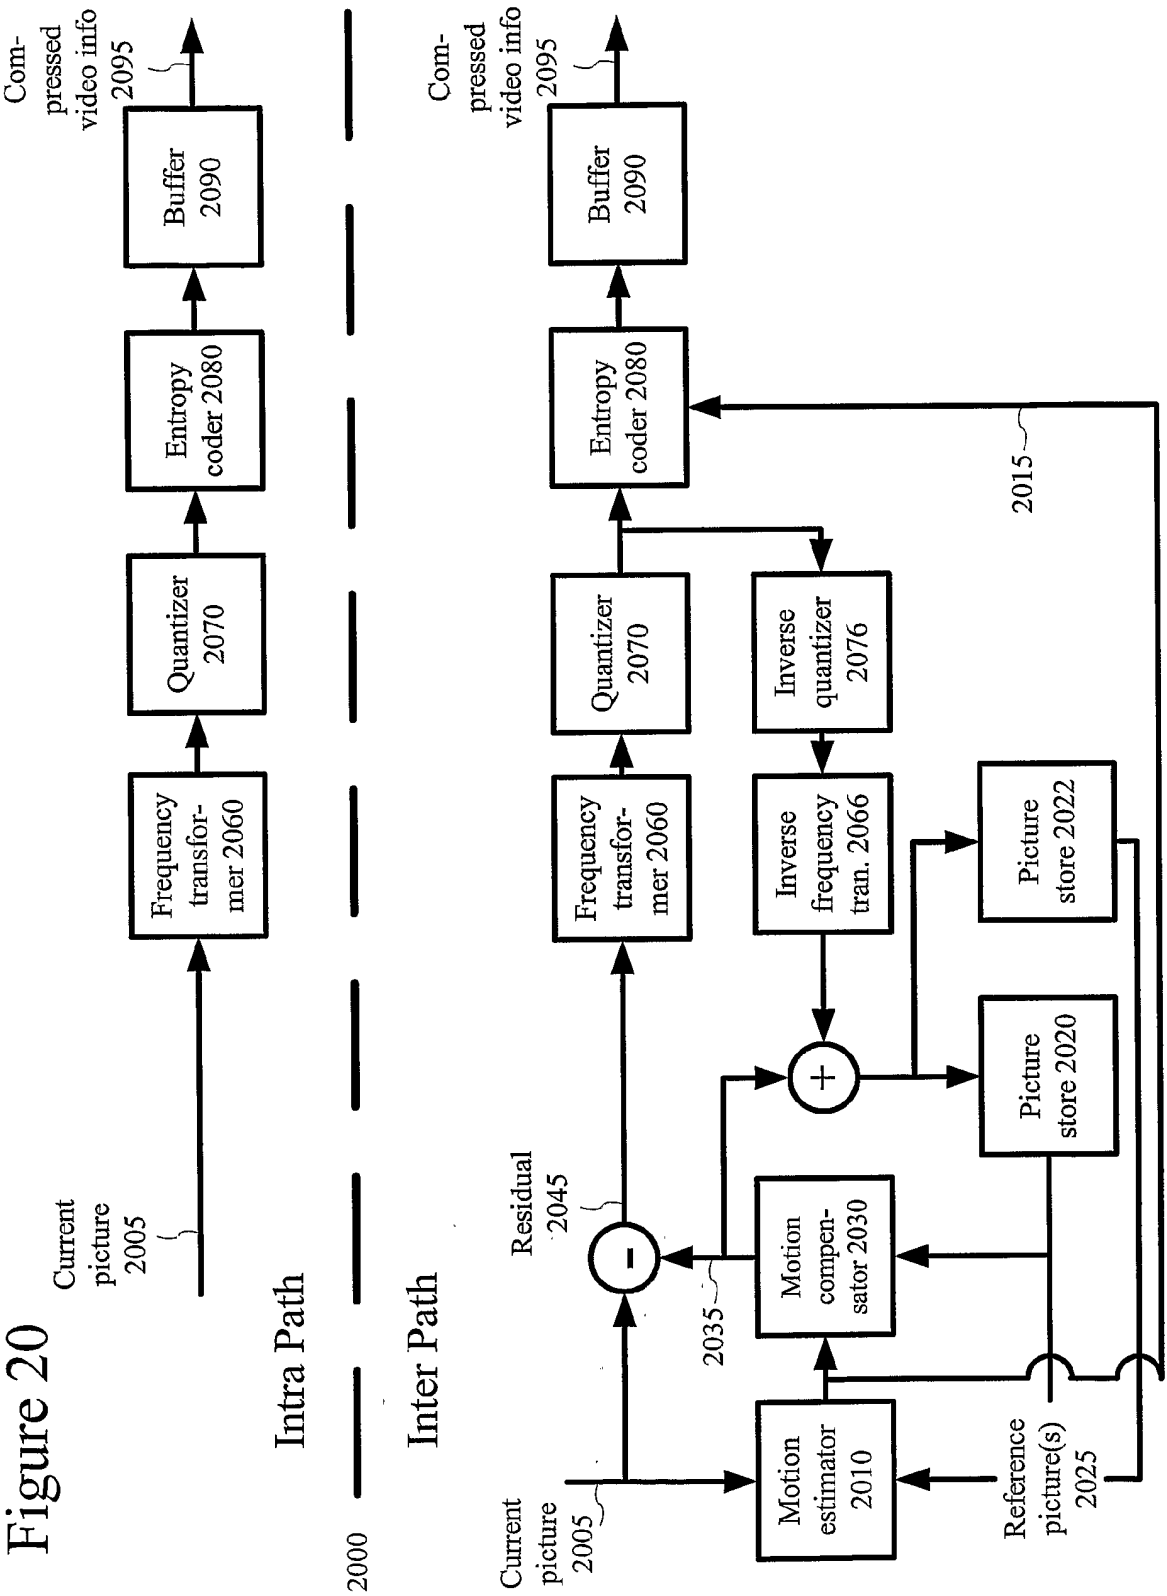 Figure 20
Current
picture
2005
Frequency
transfor-
mer 2060
Quantizer
2070
Entropy
coder 2080
Buffer
2090
Com-
pressed
video info
2095
Intra Path
2000
Inter Path
Current
picture
2005
Residual
2045
Frequency
transfor-
mer 2060
Quantizer
2070
Entropy
coder 2080
Buffer
2090
Com-
pressed
video info
2095
-
2035
Motion
estimator
2010
Motion
compen-
sator 2030
+
Inverse
frequency
tran. 2066
Inverse
quantizer
2076
2015
Reference
picture(s)
2025
Picture
store 2020
Picture
store 2022